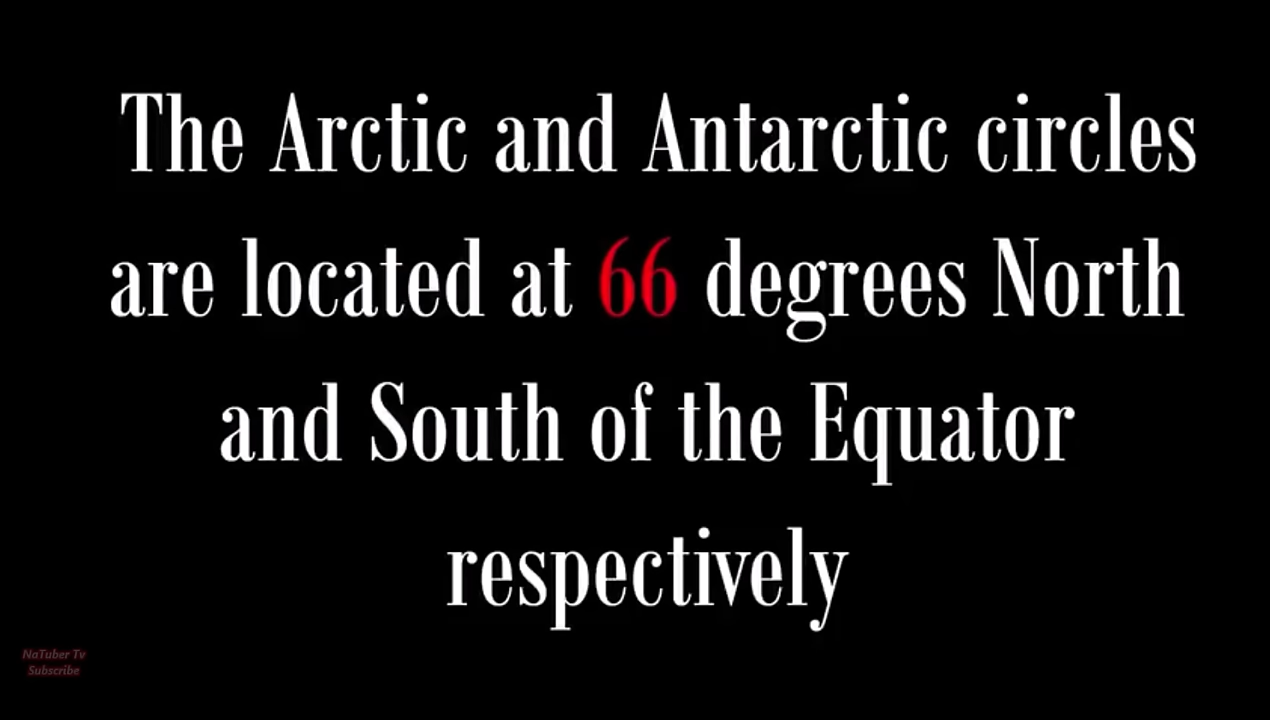 The Arctic and Antarctic circles
are located at 66 degrees North
and South of the Equator
respectively
NaTuber Tv
Subscribe